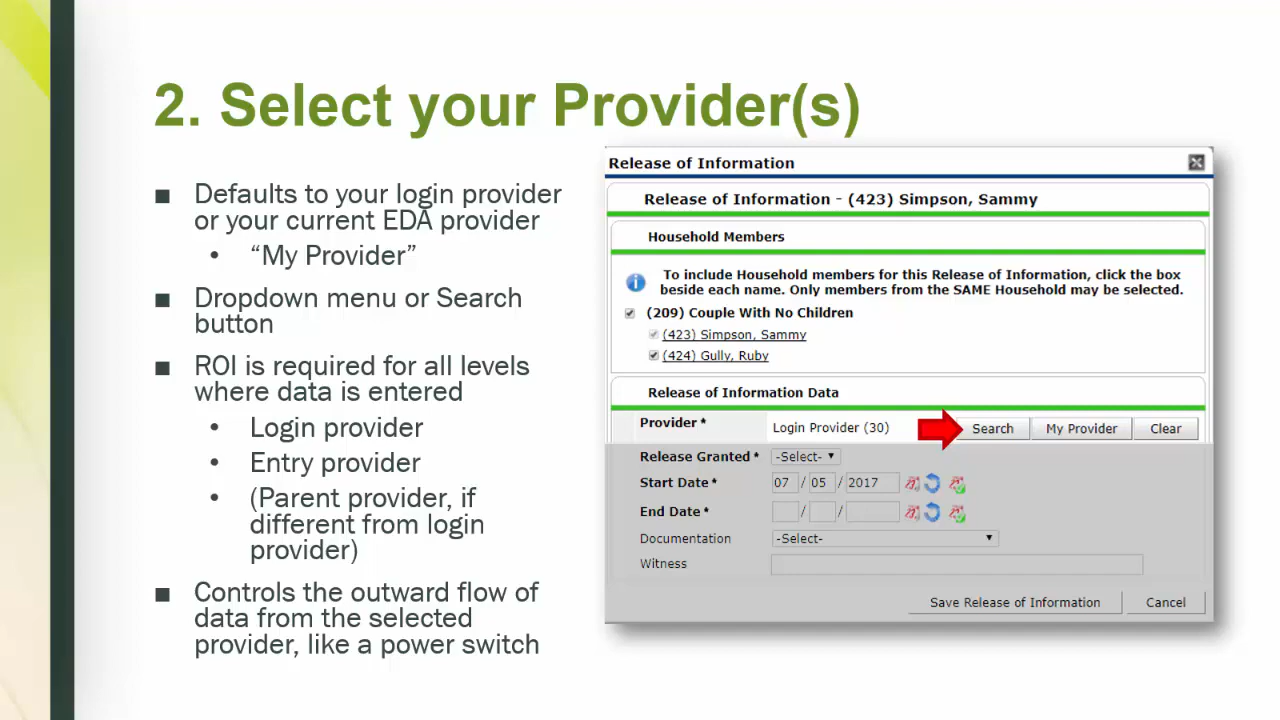 2. Select your Provider(s)
■ Defaults to your login provider
or your current EDA provider
• “My Provider”
■ Dropdown menu or Search
button
■ ROI is required for all levels
where data is entered
• Login provider
• Entry provider
• (Parent provider, if
different from login
provider)
■ Controls the outward flow of
data from the selected
provider, like a power switch
Release of Information
Release of Information - (423) Simpson, Sammy
Household Members
To include Household members for this Release of Information, click the box
beside each name. Only members from the SAME Household may be selected.
(209) Couple With No Children
(423) Simpson, Sammy
(424) Gully, Ruby
Release of Information Data
Provider * Login Provider (30) Search My Provider Clear
Release Granted * -Select-
Start Date * 07 / 05 / 2017
End Date * / /
Documentation -Select-
Witness
Save Release of Information Cancel